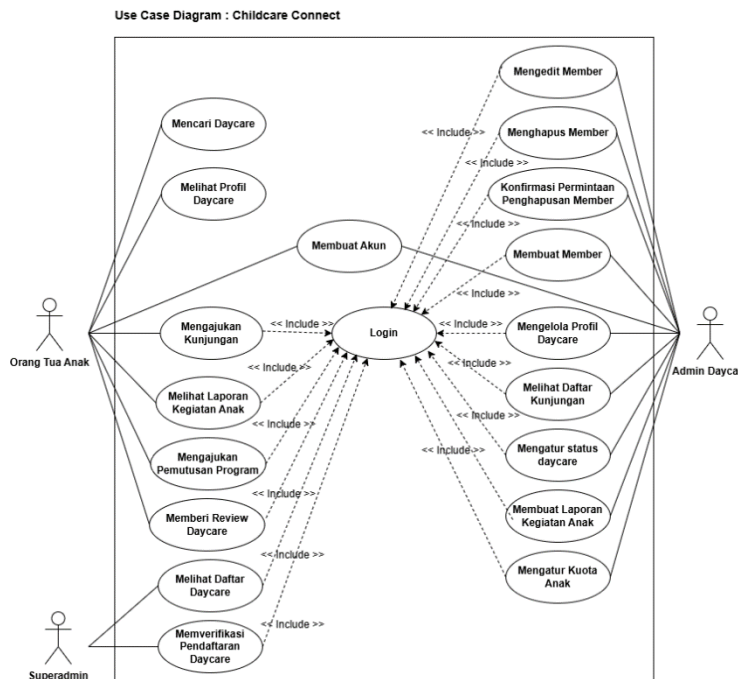 Use Case Diagram : Childcare Connect
Mengedit Member
<< Include >>
Mencari Daycare
Menghapus Member
<< Include >>
Melihat Profil
Daycare
Konfirmasi Permintaan
Penghapusan Member
<< Include >>
Membuat Akun
Membuat Member
<< Include >>
Orang Tua Anak
Mengajukan
Kunjungan
<< Include >>
Login
<< Include >>
Mengelola Profil
Daycare
Admin Dayca
Melihat Laporan
Kegiatan Anak
<< Include >>
<< Include >>
Melihat Daftar
Kunjungan
Mengajukan
Pemutusan Program
<< Include >>
<< Include >>
Mengatur status
daycare
Memberi Review
Daycare
<< Include >>
<< Include >>
Membuat Laporan
Kegiatan Anak
Melihat Daftar
Daycare
<< Include >>
<< Include >>
Mengatur Kuota
Anak
Superadmin
Memverifikasi
Pendaftaran
Daycare
<< Include >>